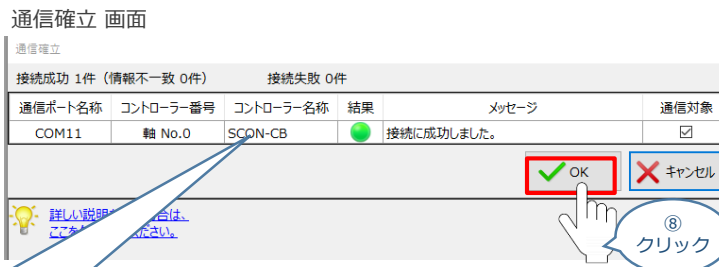 通信確立 画面
通信確立
接続成功 1件（情報不一致 0件） 接続失敗 0件
通信ポート名称 コントローラー番号 コントローラー名称 結果 メッセージ 通信対象
COM11 軸 No.0 SCON-CB 接続に成功しました。
OK キャンセル
詳しい説明 合は、
ここを ださい。
⑧
クリック